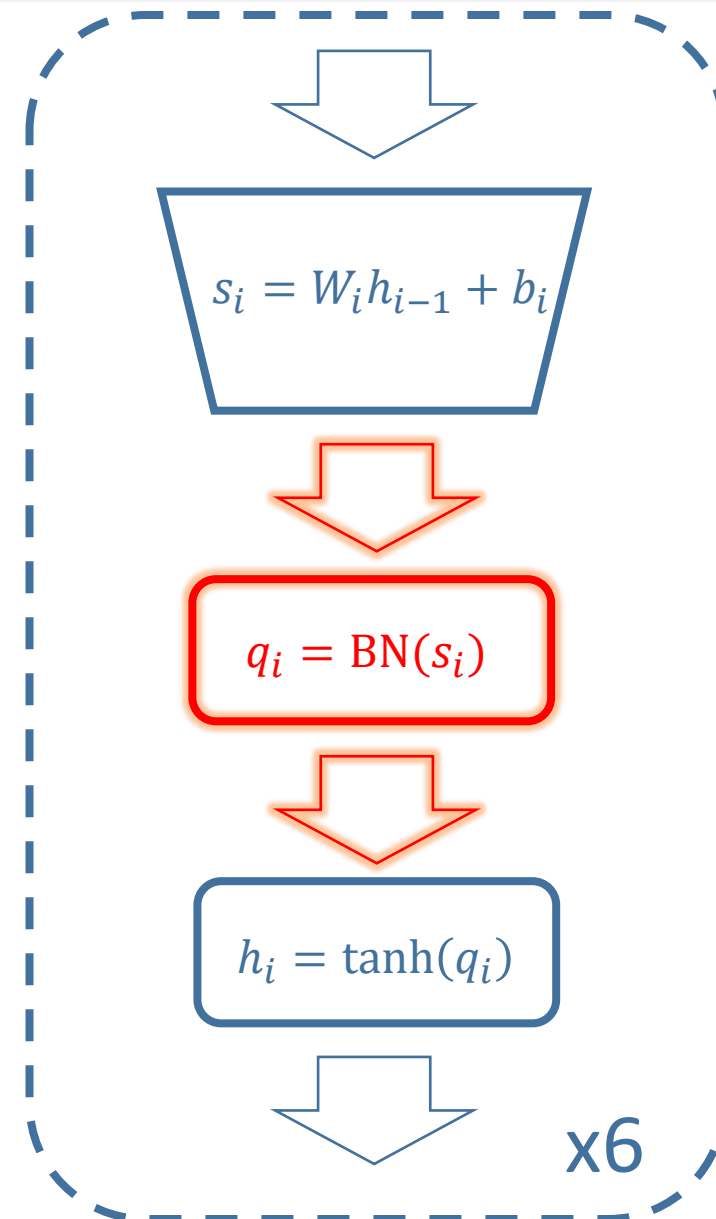 sᵢ = Wᵢhᵢ₋₁ + bᵢ
qᵢ = BN(sᵢ)
hᵢ = tanh(qᵢ)
x6